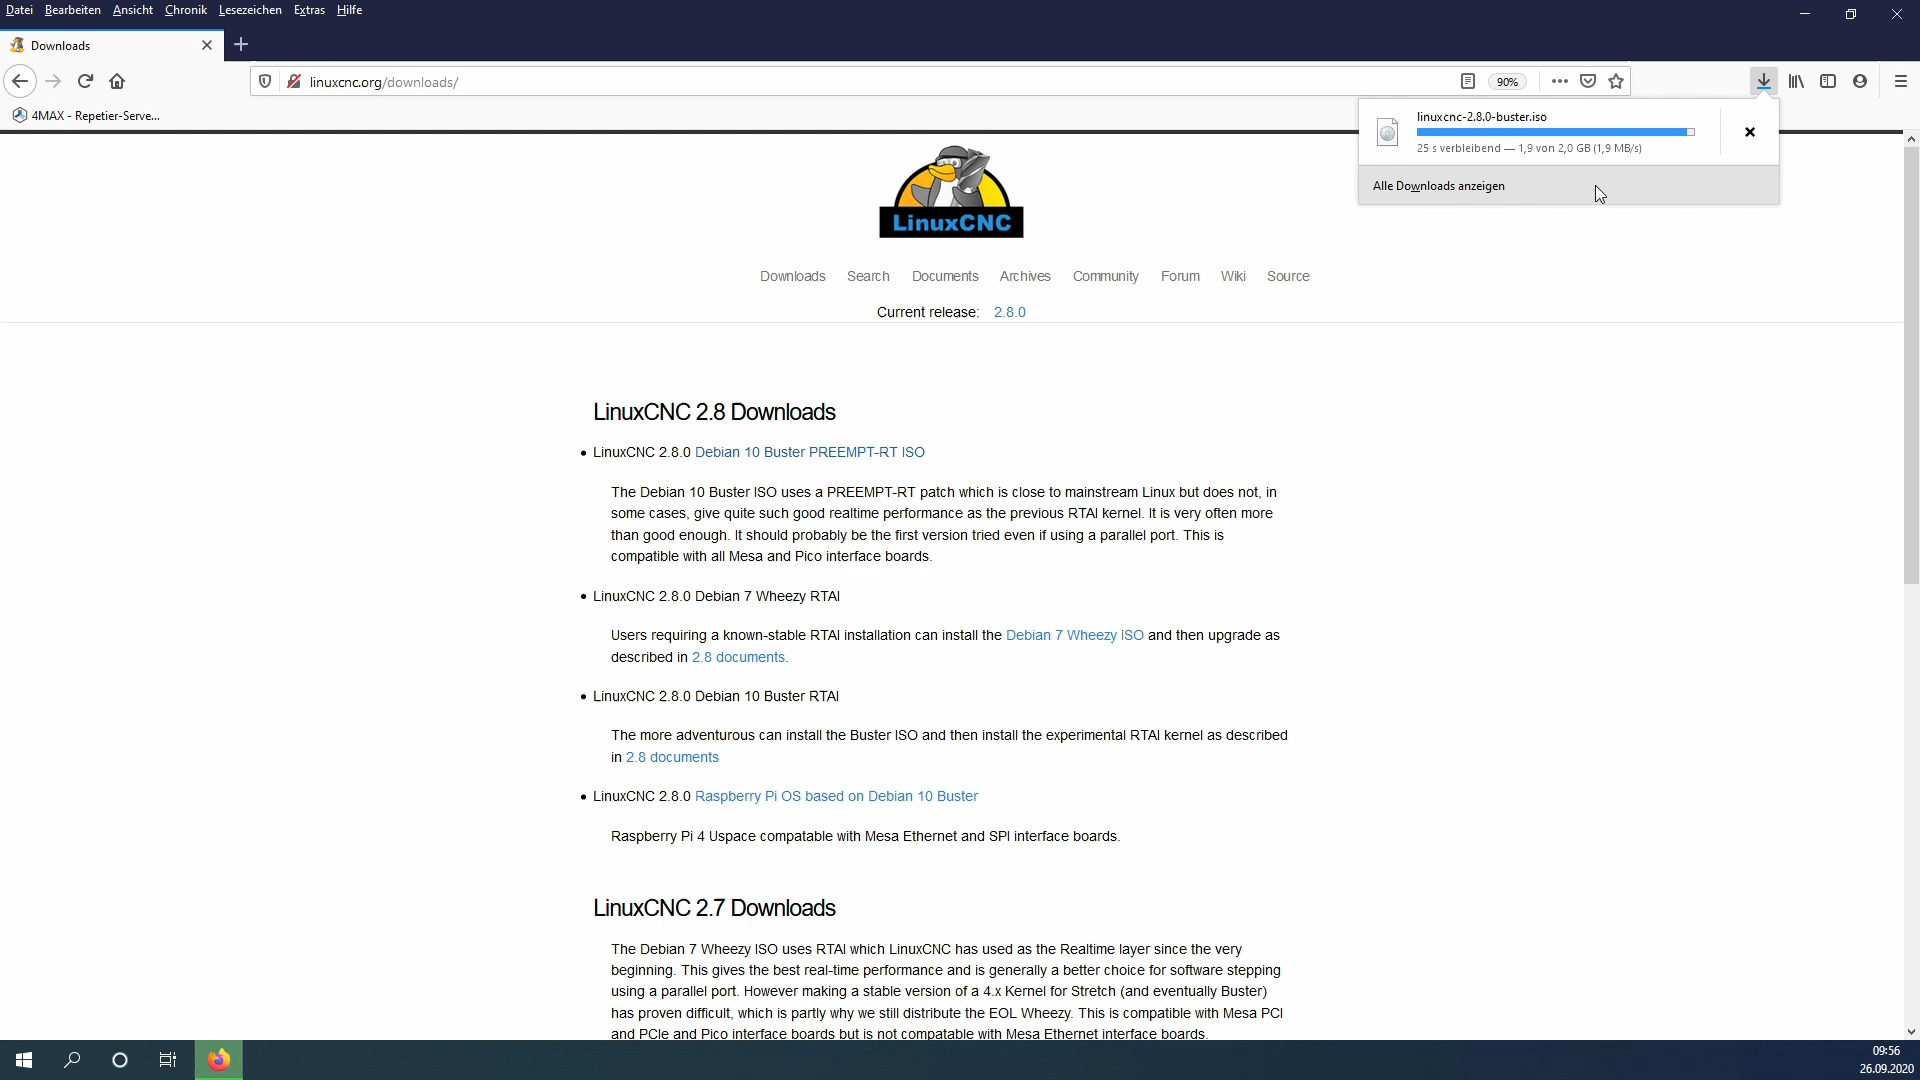 Datei Bearbeiten Ansicht Chronik Lesezeichen Extras Hilfe
Downloads
linuxcnc.org/downloads/
90%
4MAX - Repetier-Serve...
linuxcnc-2.8.0-buster.iso
25 s verbleibend — 1,9 von 2,0 GB (1,9 MB/s)
Alle Downloads anzeigen
LinuxCNC
Downloads Search Documents Archives Community Forum Wiki Source
Current release: 2.8.0
LinuxCNC 2.8 Downloads
• LinuxCNC 2.8.0 Debian 10 Buster PREEMPT-RT ISO
The Debian 10 Buster ISO uses a PREEMPT-RT patch which is close to mainstream Linux but does not, in
some cases, give quite such good realtime performance as the previous RTAI kernel. It is very often more
than good enough. It should probably be the first version tried even if using a parallel port. This is
compatible with all Mesa and Pico interface boards.
• LinuxCNC 2.8.0 Debian 7 Wheezy RTAI
Users requiring a known-stable RTAI installation can install the Debian 7 Wheezy ISO and then upgrade as
described in 2.8 documents.
• LinuxCNC 2.8.0 Debian 10 Buster RTAI
The more adventurous can install the Buster ISO and then install the experimental RTAI kernel as described
in 2.8 documents
• LinuxCNC 2.8.0 Raspberry Pi OS based on Debian 10 Buster
Raspberry Pi 4 Uspace compatable with Mesa Ethernet and SPI interface boards.
LinuxCNC 2.7 Downloads
The Debian 7 Wheezy ISO uses RTAI which LinuxCNC has used as the Realtime layer since the very
beginning. This gives the best real-time performance and is generally a better choice for software stepping
using a parallel port. However making a stable version of a 4.x Kernel for Stretch (and eventually Buster)
has proven difficult, which is partly why we still distribute the EOL Wheezy. This is compatible with Mesa PCI
and PCIe and Pico interface boards but is not compatable with Mesa Ethernet interface boards.
09:56
26.09.2020